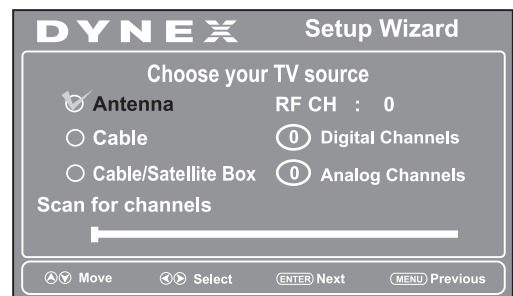 DYNEX Setup Wizard
Choose your TV source
Antenna RF CH : 0
Cable 0 Digital Channels
Cable/Satellite Box 0 Analog Channels
Scan for channels
Move Select ENTER Next MENU Previous